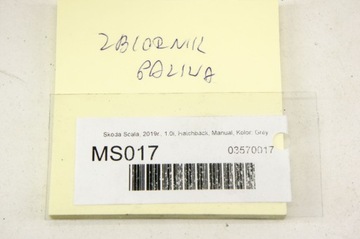 ZBIORNIK
PALIWA
Skoda Scala, 2019r., 1.0i, Hatchback, Manual, Kolor: Grey
MS017 03570017